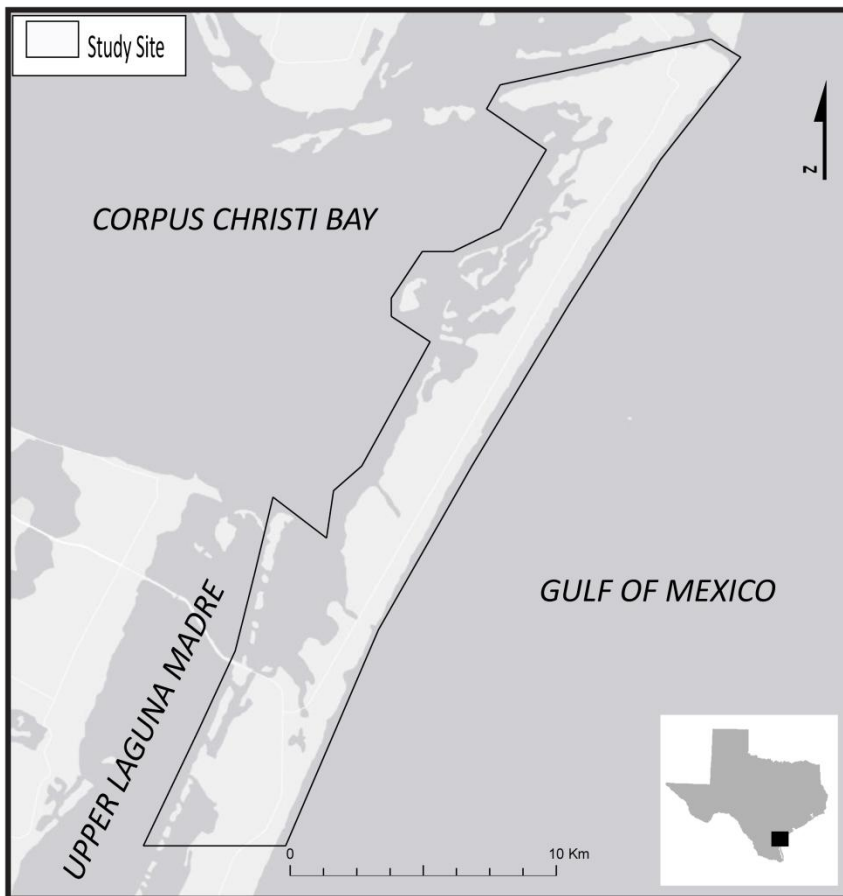 Study Site
N
CORPUS CHRISTI BAY
GULF OF MEXICO
UPPER LAGUNA MADRE
0
10 Km